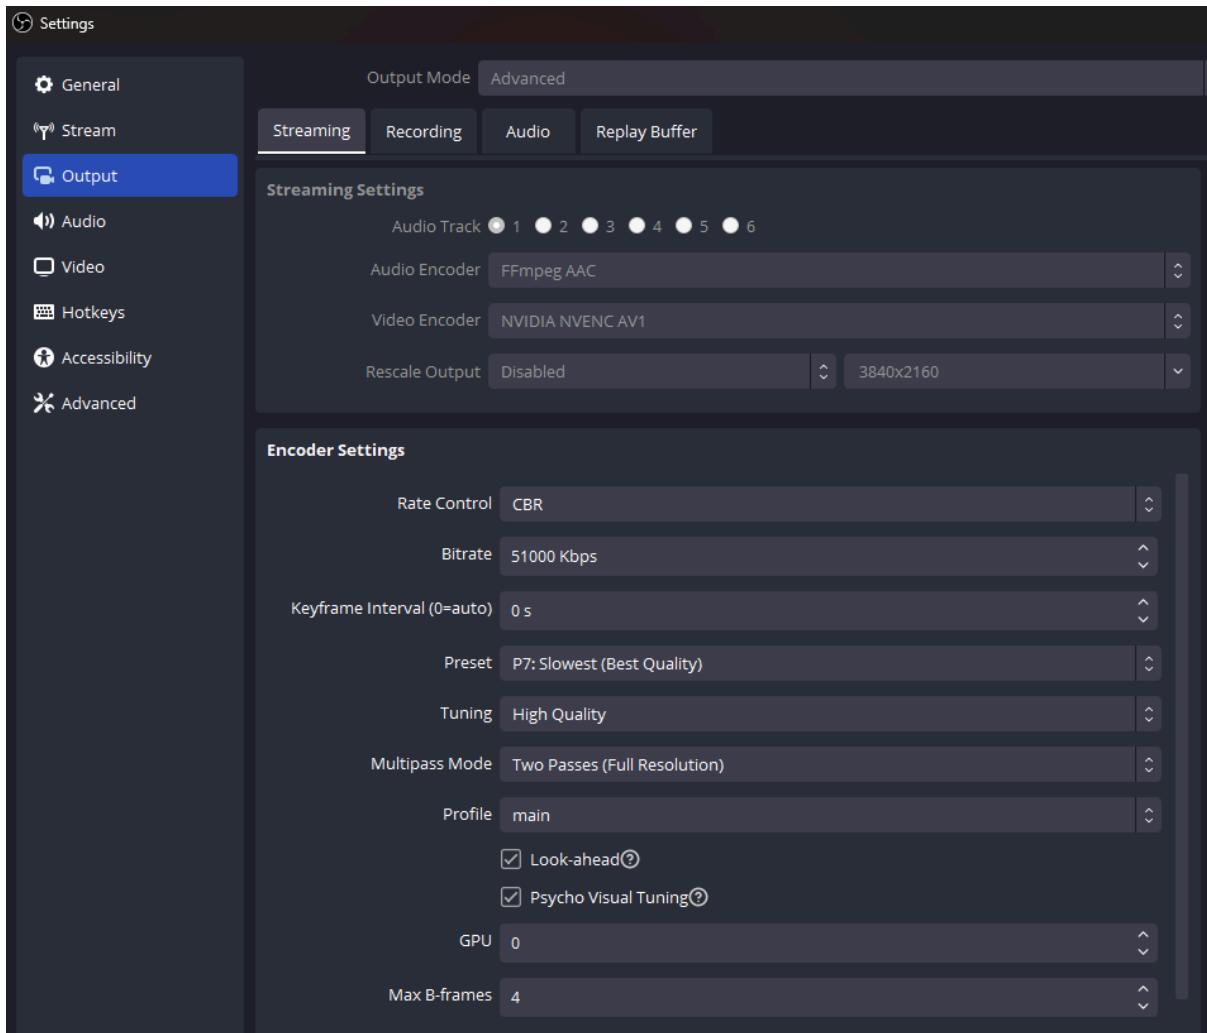 Settings
General
Stream
Output
Audio
Video
Hotkeys
Accessibility
Advanced
Output Mode Advanced
Streaming Recording Audio Replay Buffer
Streaming Settings
Audio Track 1 2 3 4 5 6
Audio Encoder FFmpeg AAC
Video Encoder NVIDIA NVENC AV1
Rescale Output Disabled 3840x2160
Encoder Settings
Rate Control CBR
Bitrate 51000 Kbps
Keyframe Interval (0=auto) 0 s
Preset P7: Slowest (Best Quality)
Tuning High Quality
Multipass Mode Two Passes (Full Resolution)
Profile main
Look-ahead
Psycho Visual Tuning
GPU 0
Max B-frames 4